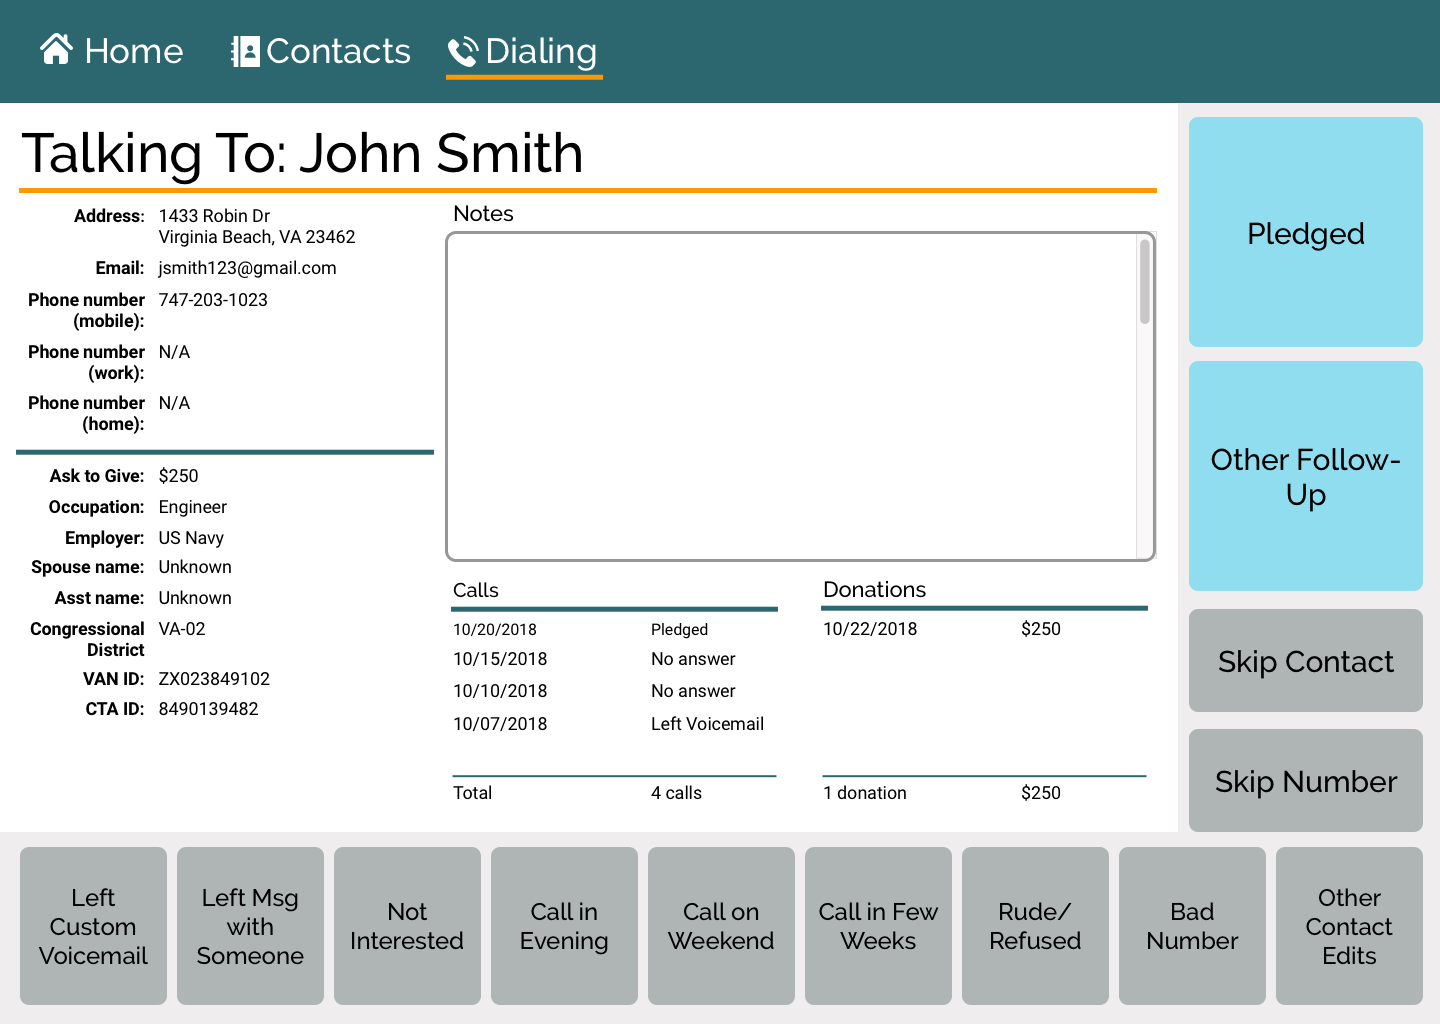 Home Contacts Dialing
Talking To: John Smith
Address: 1433 Robin Dr
Virginia Beach, VA 23462
Email: jsmith123@gmail.com
Phone number 747-203-1023
(mobile):
Phone number N/A
(work):
Phone number N/A
(home):
Ask to Give: $250
Occupation: Engineer
Employer: US Navy
Spouse name: Unknown
Asst name: Unknown
Congressional VA-02
District
VAN ID: ZX023849102
CTA ID: 8490139482
Notes
Calls
10/20/2018 Pledged
10/15/2018 No answer
10/10/2018 No answer
10/07/2018 Left Voicemail
Total 4 calls
Donations
10/22/2018 $250
1 donation $250
Pledged
Other Follow-
Up
Skip Contact
Skip Number
Left
Custom
Voicemail
Left Msg
with
Someone
Not
Interested
Call in
Evening
Call on
Weekend
Call in Few
Weeks
Rude/
Refused
Bad
Number
Other
Contact
Edits